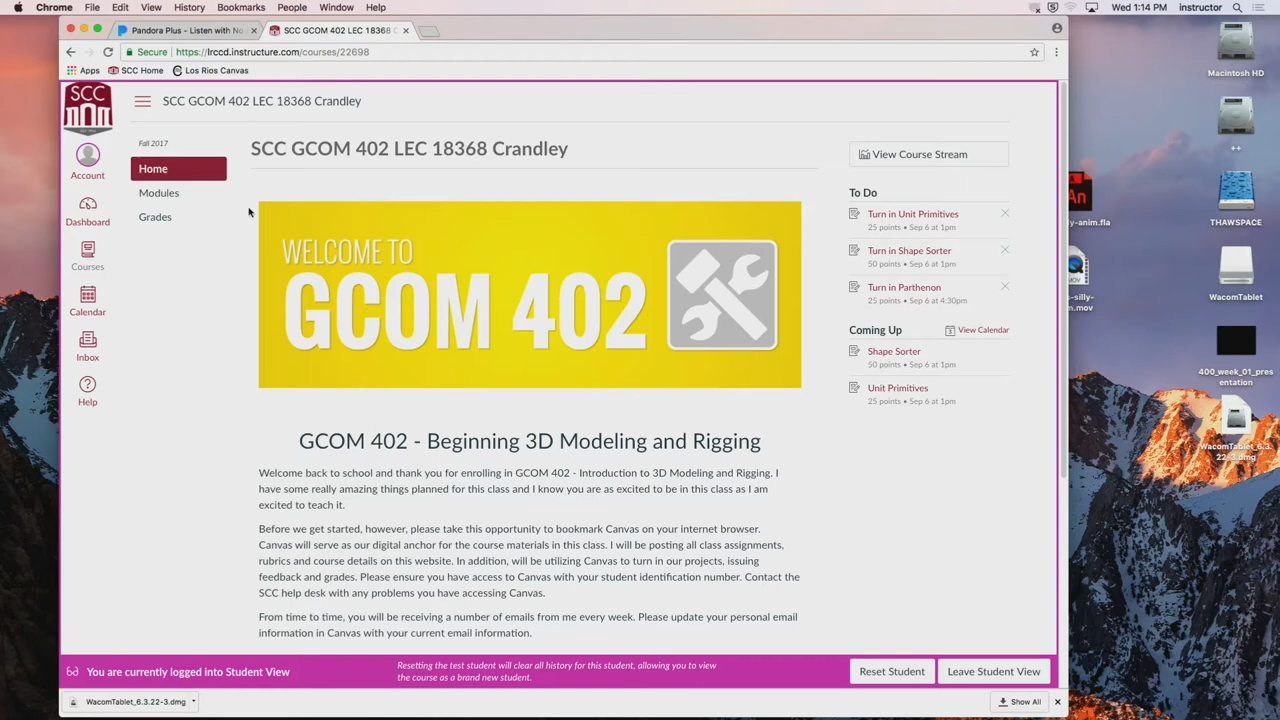 Chrome File Edit View History Bookmarks People Window Help
Wed 1:14 PM instructor
Pandora Plus - Listen with No
SCC GCOM 402 LEC 18368 C
Secure https://lrccd.instructure.com/courses/22698
Apps SCC Home Los Rios Canvas
SCC
SCC GCOM 402 LEC 18368 Crandley
Account
Dashboard
Courses
Calendar
Inbox
Help
Fall 2017
Home
Modules
Grades
SCC GCOM 402 LEC 18368 Crandley
WELCOME TO
GCOM 402
GCOM 402 - Beginning 3D Modeling and Rigging
Welcome back to school and thank you for enrolling in GCOM 402 - Introduction to 3D Modeling and Rigging. I
have some really amazing things planned for this class and I know you are as excited to be in this class as I am
excited to teach it.
Before we get started, however, please take this opportunity to bookmark Canvas on your internet browser.
Canvas will serve as our digital anchor for the course materials in this class. I will be posting all class assignments,
rubrics and course details on this website. In addition, will be utilizing Canvas to turn in our projects, issuing
feedback and grades. Please ensure you have access to Canvas with your student identification number. Contact the
SCC help desk with any problems you have accessing Canvas.
From time to time, you will be receiving a number of emails from me every week. Please update your personal email
information in Canvas with your current email information.
View Course Stream
To Do
Turn in Unit Primitives
25 points • Sep 6 at 1pm
Turn in Shape Sorter
50 points • Sep 6 at 1pm
Turn in Parthenon
25 points • Sep 6 at 4:30pm
Coming Up View Calendar
Shape Sorter
50 points • Sep 6 at 1pm
Unit Primitives
25 points • Sep 6 at 1pm
You are currently logged into Student View
Resetting the test student will clear all history for this student, allowing you to view
the course as a brand new student.
Reset Student
Leave Student View
WacomTablet_6.3.22-3.dmg
Show All
Macintosh HD
++
An
ly-anim.fla
THAWSPACE
MOV
s-silly-
m.mov
WacomTablet
400_week_01_pres
entation
WacomTablet_6.3.
22-3.dmg